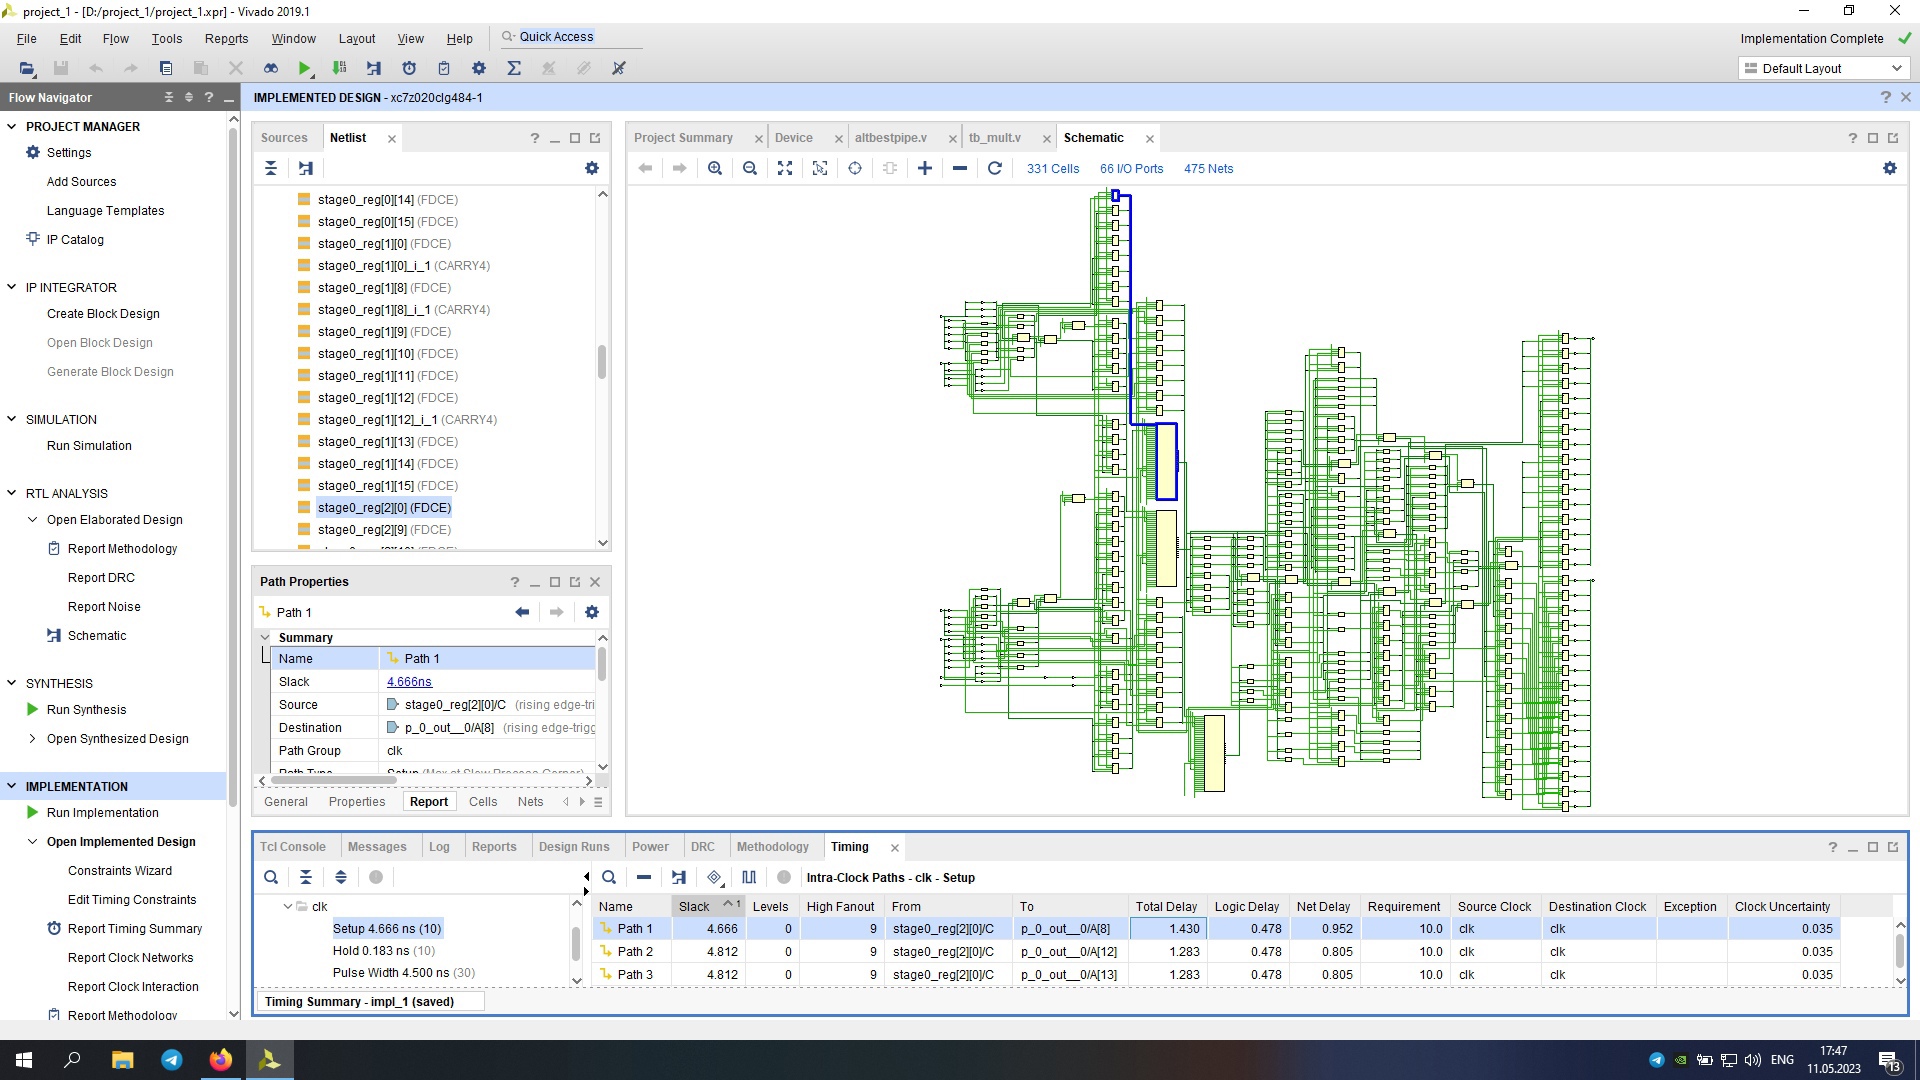 project_1 - [D:/project_1/project_1.xpr] - Vivado 2019.1
File Edit Flow Tools Reports Window Layout View Help Quick Access
Implementation Complete
Default Layout
Flow Navigator
PROJECT MANAGER
Settings
Add Sources
Language Templates
IP Catalog
IP INTEGRATOR
Create Block Design
Open Block Design
Generate Block Design
SIMULATION
Run Simulation
RTL ANALYSIS
Open Elaborated Design
Report Methodology
Report DRC
Report Noise
Schematic
SYNTHESIS
Run Synthesis
Open Synthesized Design
IMPLEMENTATION
Run Implementation
Open Implemented Design
Constraints Wizard
Edit Timing Constraints
Report Timing Summary
Report Clock Networks
Report Clock Interaction
Report Methodology
IMPLEMENTED DESIGN - xc7z020clg484-1
Sources Netlist
stage0_reg[0][14] (FDCE)
stage0_reg[0][15] (FDCE)
stage0_reg[1][0] (FDCE)
stage0_reg[1][0]_i_1 (CARRY4)
stage0_reg[1][8] (FDCE)
stage0_reg[1][8]_i_1 (CARRY4)
stage0_reg[1][9] (FDCE)
stage0_reg[1][10] (FDCE)
stage0_reg[1][11] (FDCE)
stage0_reg[1][12] (FDCE)
stage0_reg[1][12]_i_1 (CARRY4)
stage0_reg[1][13] (FDCE)
stage0_reg[1][14] (FDCE)
stage0_reg[1][15] (FDCE)
stage0_reg[2][0] (FDCE)
stage0_reg[2][9] (FDCE)
Path Properties
Path 1
Summary
Name Path 1
Slack 4.666ns
Source stage0_reg[2][0]/C (rising edge-tri
Destination p_0_out__0/A[8] (rising edge-trigg
Path Group clk
Path Type Setup (Max at Slow Process Corner)
General Properties Report Cells Nets
Project Summary Device altbestpipe.v tb_mult.v Schematic
331 Cells 66 I/O Ports 475 Nets
Tcl Console Messages Log Reports Design Runs Power DRC Methodology Timing
Intra-Clock Paths - clk - Setup
clk
Setup 4.666 ns (10)
Hold 0.183 ns (10)
Pulse Width 4.500 ns (30)
Timing Summary - impl_1 (saved)
Name Slack 1 Levels High Fanout From To Total Delay Logic Delay Net Delay Requirement Source Clock Destination Clock Exception Clock Uncertainty
Path 1 4.666 0 9 stage0_reg[2][0]/C p_0_out__0/A[8] 1.430 0.478 0.952 10.0 clk clk 0.035
Path 2 4.812 0 9 stage0_reg[2][0]/C p_0_out__0/A[12] 1.283 0.478 0.805 10.0 clk clk 0.035
Path 3 4.812 0 9 stage0_reg[2][0]/C p_0_out__0/A[13] 1.283 0.478 0.805 10.0 clk clk 0.035
ENG
17:47
11.05.2023
13